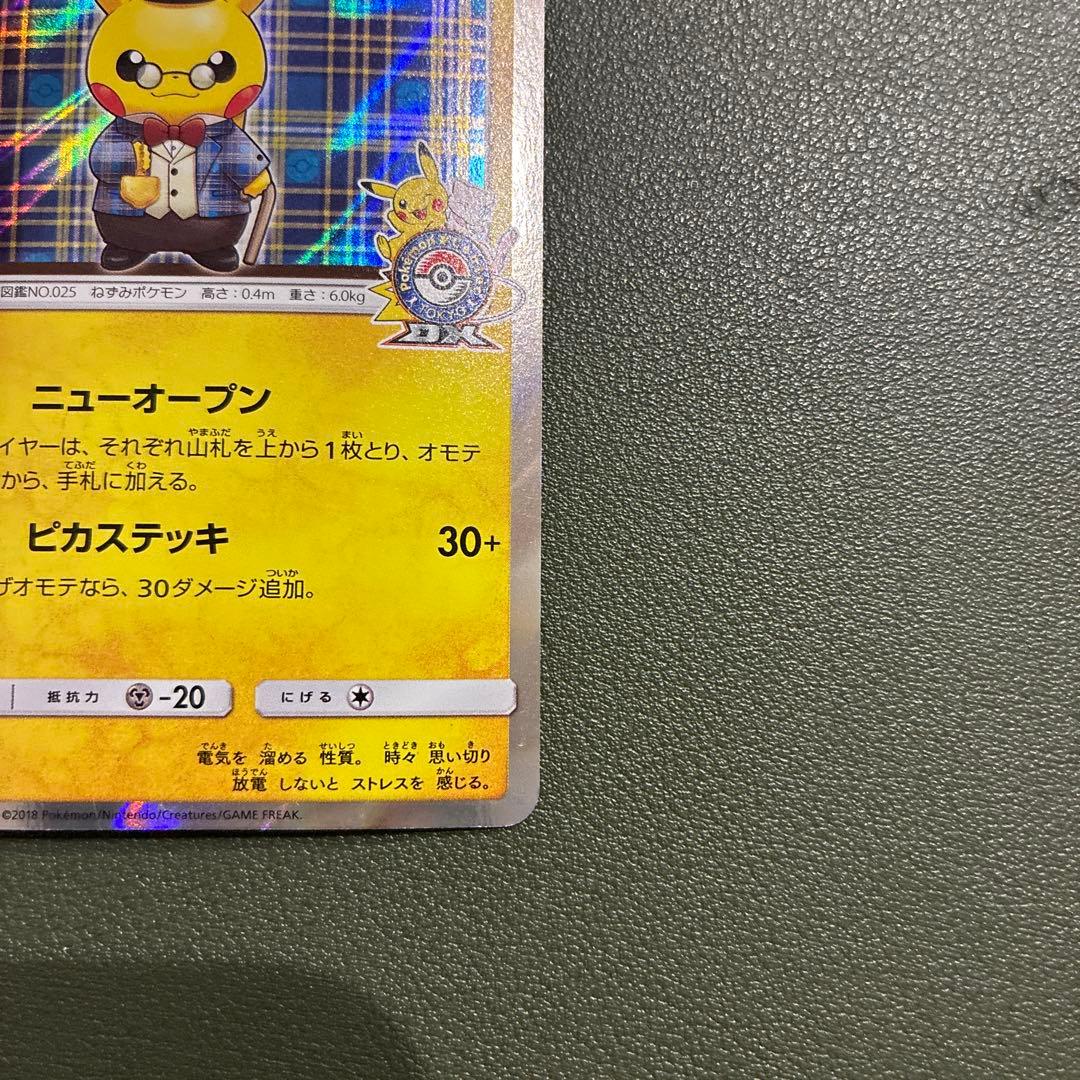 図鑑NO.025 ねずみポケモン 高さ:0.4m 重さ:6.0kg
TOKYO
DX
ニューオープン
イヤーは、それぞれ山札を上から1枚とり、オモテ
から、手札に加える。
ピカステッキ 30+
げオモテなら、30ダメージ追加。
抵抗力 -20 にげる
電気を 溜める 性質。 時々 思い切り
放電 しないと ストレスを 感じる。
©2018 Pokémon/Nintendo/Creatures/GAME FREAK.